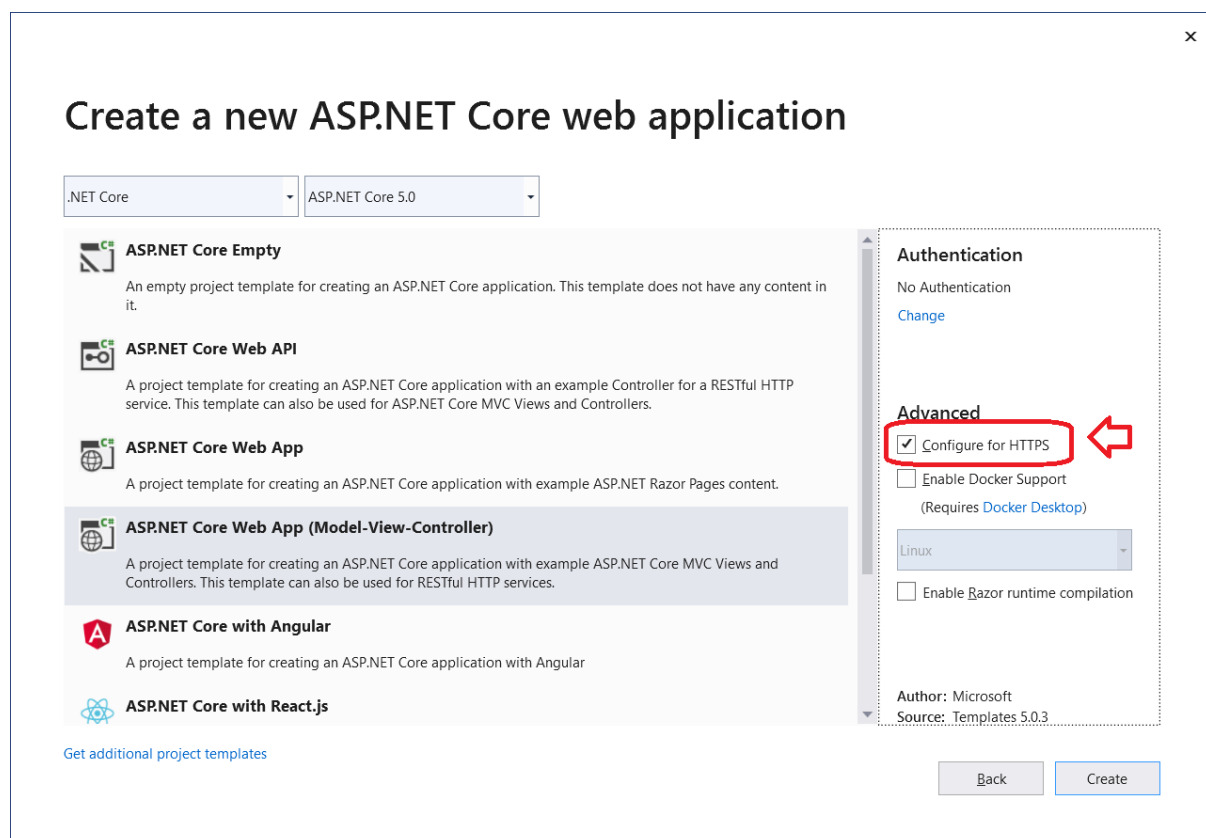 Create a new ASP.NET Core web application
.NET Core
ASP.NET Core 5.0
C#
ASP.NET Core Empty
An empty project template for creating an ASP.NET Core application. This template does not have any content in
it.
C#
ASP.NET Core Web API
A project template for creating an ASP.NET Core application with an example Controller for a RESTful HTTP
service. This template can also be used for ASP.NET Core MVC Views and Controllers.
C#
ASP.NET Core Web App
A project template for creating an ASP.NET Core application with example ASP.NET Razor Pages content.
C#
ASP.NET Core Web App (Model-View-Controller)
A project template for creating an ASP.NET Core application with example ASP.NET Core MVC Views and
Controllers. This template can also be used for RESTful HTTP services.
A
ASP.NET Core with Angular
A project template for creating an ASP.NET Core application with Angular
ASP.NET Core with React.js
Authentication
No Authentication
Change
Advanced
Configure for HTTPS
Enable Docker Support
(Requires Docker Desktop)
Linux
Enable Razor runtime compilation
Author: Microsoft
Source: Templates 5.0.3
Get additional project templates
Back
Create